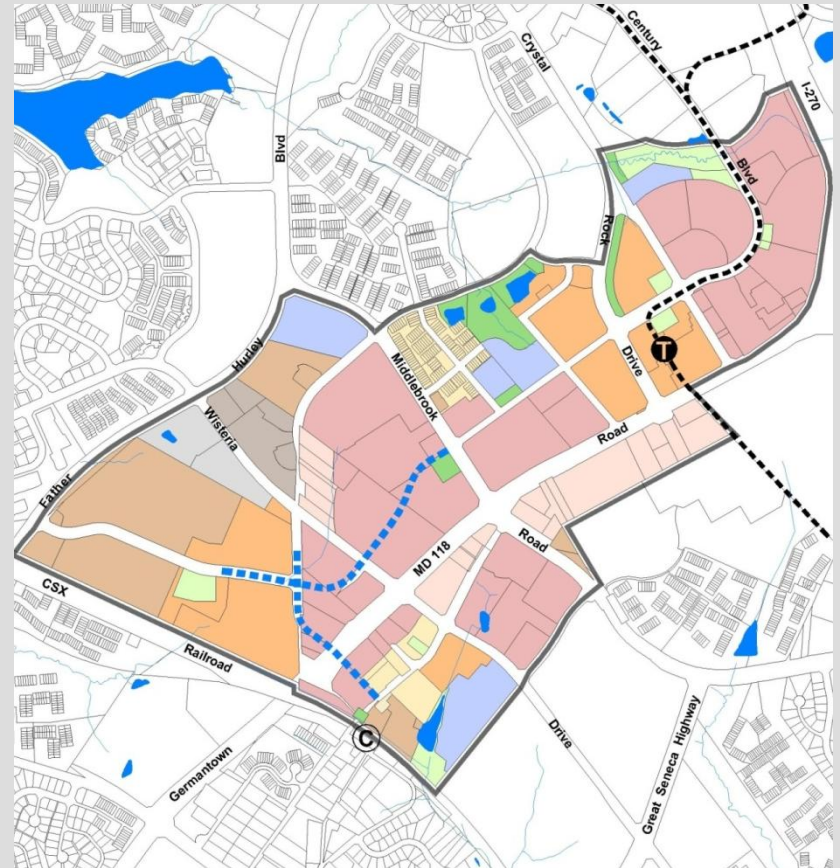 Century
I-270
Crystal
Blvd
Blvd
Rock
Hurley
Middlebrook
Drive
T
Wisteria
Road
Father
Road
MD 118
CSX
Railroad
C
Drive
Germantown
Great Seneca Highway